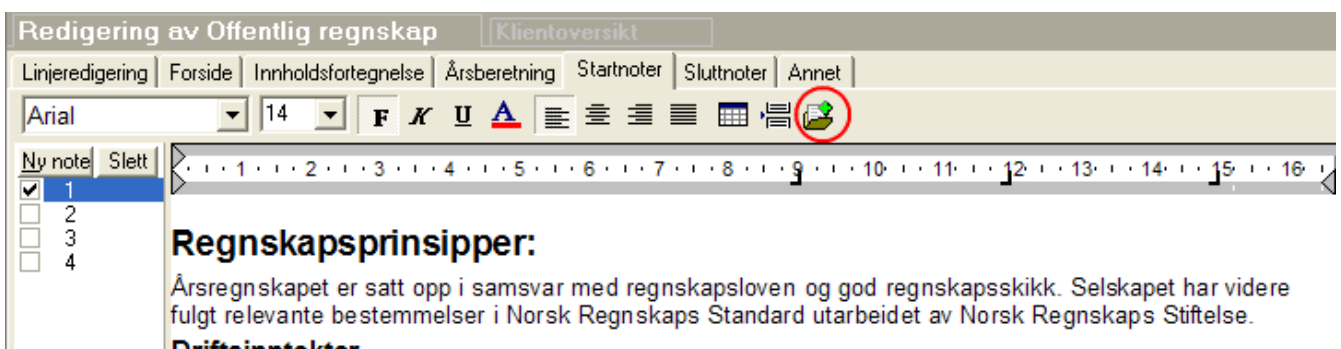 Redigering av Offentlig regnskap Klientoversikt
Linjeredigering Forside Innholdsfortegnelse Årsberetning Startnoter Sluttnoter Annet
Arial 14 F K U A
Ny note Slett
1 2 3 4 5 6 7 8 9 10 11 12 13 14 15 16
1
2
3
4
Regnskapsprinsipper:
Årsregnskapet er satt opp i samsvar med regnskapsloven og god regnskapsskikk. Selskapet har videre
fulgt relevante bestemmelser i Norsk Regnskaps Standard utarbeidet av Norsk Regnskaps Stiftelse.
Driftsinntekter